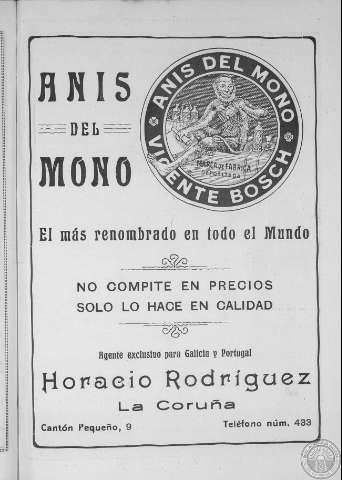 ANIS
DEL
MONO
ANIS DEL MONO
VICENTE BOSCH
MARCA DE FABRICA
DEPOSITADA
El más renombrado en todo el Mundo
NO COMPITE EN PRECIOS
SOLO LO HACE EN CALIDAD
Agente exclusivo para Galicia y Portugal
Horacio Rodríguez
La Coruña
Cantón Pequeño, 9 Teléfono núm. 433